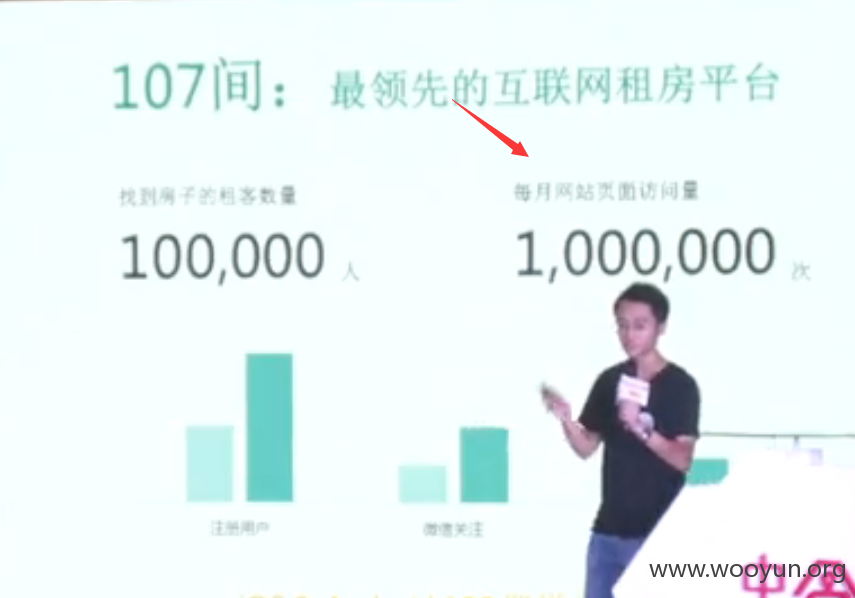 107间：最领先的互联网租房平台
找到房子的租客数量
每月网站页面访问量
100,000 人
1,000,000 次
注册用户
微信关注
www.wooyun.org